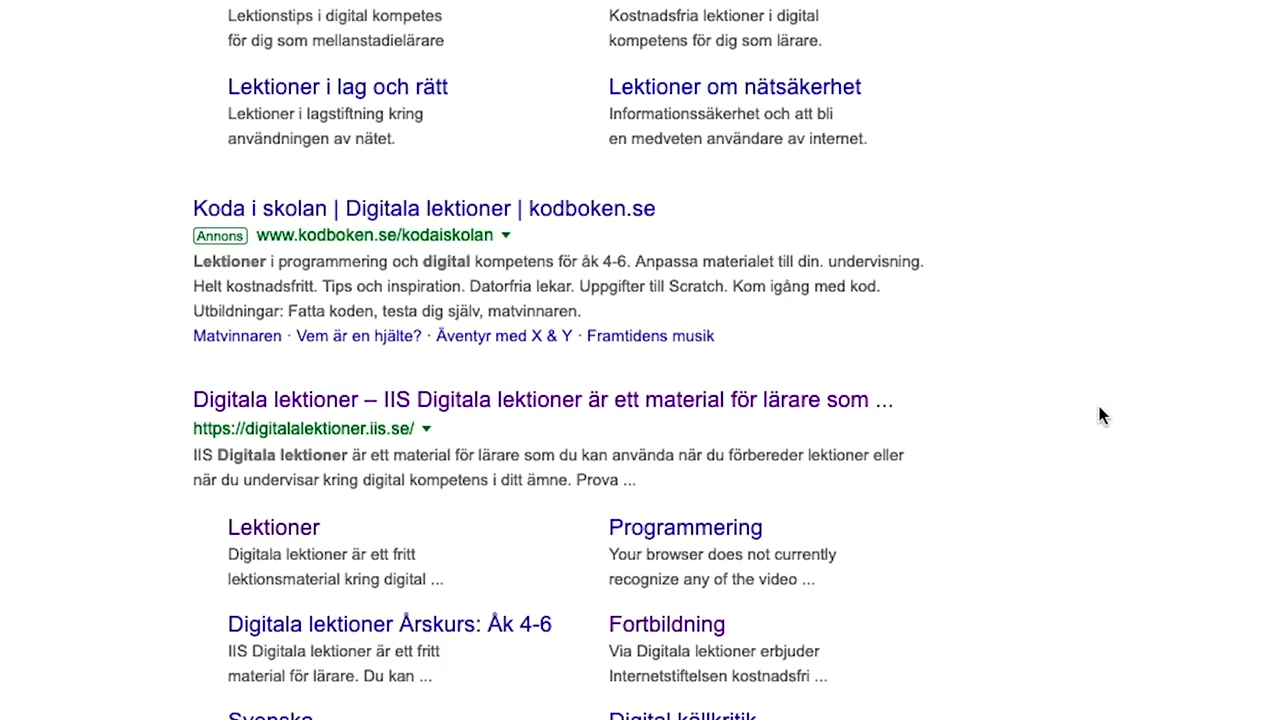 Lektionstips i digital kompetes
för dig som mellanstadielärare
Kostnadsfria lektioner i digital
kompetens för dig som lärare.
Lektioner i lag och rätt
Lektioner i lagstiftning kring
användningen av nätet.
Lektioner om nätsäkerhet
Informationssäkerhet och att bli
en medveten användare av internet.
Koda i skolan | Digitala lektioner | kodboken.se
Annons www.kodboken.se/kodaiskolan
Lektioner i programmering och digital kompetens för åk 4-6. Anpassa materialet till din. undervisning.
Helt kostnadsfritt. Tips och inspiration. Datorfria lekar. Uppgifter till Scratch. Kom igång med kod.
Utbildningar: Fatta koden, testa dig själv, matvinnaren.
Matvinnaren · Vem är en hjälte? · Äventyr med X & Y · Framtidens musik
Digitala lektioner – IIS Digitala lektioner är ett material för lärare som ...
https://digitalalektioner.iis.se/
IIS Digitala lektioner är ett material för lärare som du kan använda när du förbereder lektioner eller
när du undervisar kring digital kompetens i ditt ämne. Prova ...
Lektioner
Digitala lektioner är ett fritt
lektionsmaterial kring digital ...
Programmering
Your browser does not currently
recognize any of the video ...
Digitala lektioner Årskurs: Åk 4-6
IIS Digitala lektioner är ett fritt
material för lärare. Du kan ...
Fortbildning
Via Digitala lektioner erbjuder
Internetstiftelsen kostnadsfri ...
Svenska
Digital källkritik